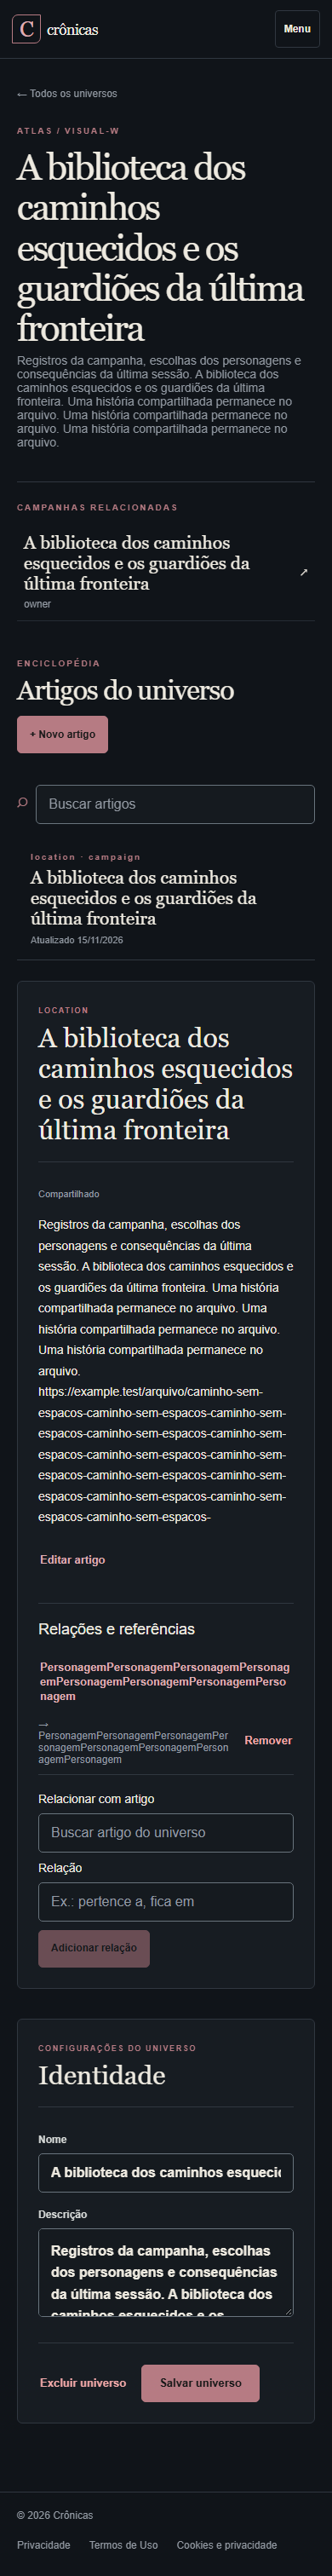 C crônicas
Menu
← Todos os universos
ATLAS / VISUAL-W
A biblioteca dos
caminhos
esquecidos e os
guardiões da última
fronteira
Registros da campanha, escolhas dos personagens e
consequências da última sessão. A biblioteca dos
caminhos esquecidos e os guardiões da última
fronteira. Uma história compartilhada permanece no
arquivo. Uma história compartilhada permanece no
arquivo. Uma história compartilhada permanece no
arquivo.
CAMPANHAS RELACIONADAS
A biblioteca dos caminhos
esquecidos e os guardiões da
última fronteira
↗
owner
ENCICLOPÉDIA
Artigos do universo
+ Novo artigo
Buscar artigos
location · campaign
A biblioteca dos caminhos
esquecidos e os guardiões da
última fronteira
Atualizado 15/11/2026
LOCATION
A biblioteca dos
caminhos esquecidos
e os guardiões da
última fronteira
Compartilhado
Registros da campanha, escolhas dos
personagens e consequências da última
sessão. A biblioteca dos caminhos esquecidos e
os guardiões da última fronteira. Uma história
compartilhada permanece no arquivo. Uma
história compartilhada permanece no arquivo.
Uma história compartilhada permanece no
arquivo.
https://example.test/arquivo/caminho-sem-
espacos-caminho-sem-espacos-caminho-sem-
espacos-caminho-sem-espacos-caminho-sem-
espacos-caminho-sem-espacos-caminho-sem-
espacos-caminho-sem-espacos-caminho-sem-
espacos-caminho-sem-espacos-caminho-sem-
espacos-caminho-sem-espacos-
Editar artigo
Relações e referências
PersonagemPersonagemPersonagemPersonag
emPersonagemPersonagemPersonagemPerso
nagem
→
PersonagemPersonagemPersonagemPer
sonagemPersonagemPersonagemPerson
agemPersonagem
Remover
Relacionar com artigo
Buscar artigo do universo
Relação
Ex.: pertence a, fica em
Adicionar relação
CONFIGURAÇÕES DO UNIVERSO
Identidade
Nome
A biblioteca dos caminhos esqueci
Descrição
Registros da campanha, escolhas
dos personagens e consequências
da última sessão. A biblioteca dos
caminhos esquecidos e os
Excluir universo
Salvar universo
© 2026 Crônicas
Privacidade
Termos de Uso
Cookies e privacidade